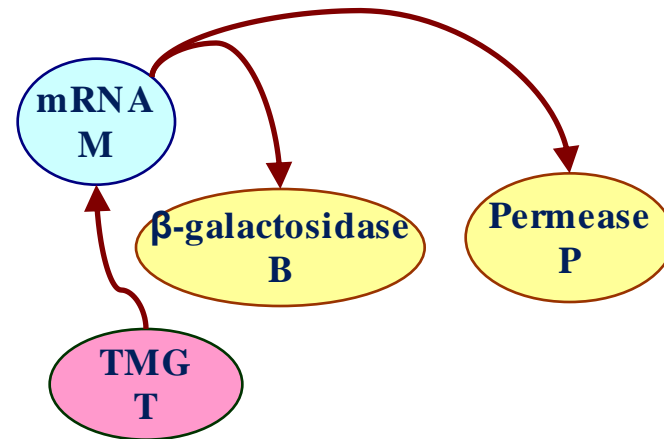 mRNA
M
β-galactosidase
B
Permease
P
TMG
T